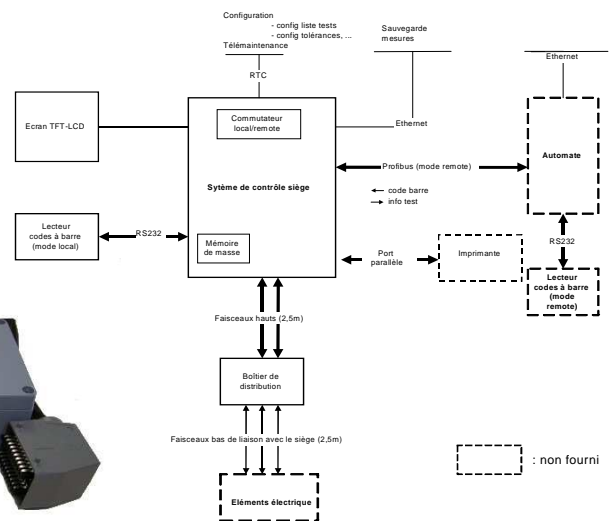 Configuration
- config liste tests
- config tolérances, ...
Télémaintenance
Sauvegarde
mesures
RTC
Ethernet
Ecran TFT-LCD
Commutateur
local/remote
Ethernet
Automate
Sytème de contrôle siège
Profibus (mode remote)
code barre
info test
Lecteur
codes à barre
(mode local)
RS232
Mémoire
de masse
Port
parallèle
Imprimante
RS232
Lecteur
codes à barre
(mode
remote)
Faisceaux hauts (2,5m)
Boîtier de
distribution
Faisceaux bas de liaison avec le siège (2,5m)
Eléments électrique
: non fourni